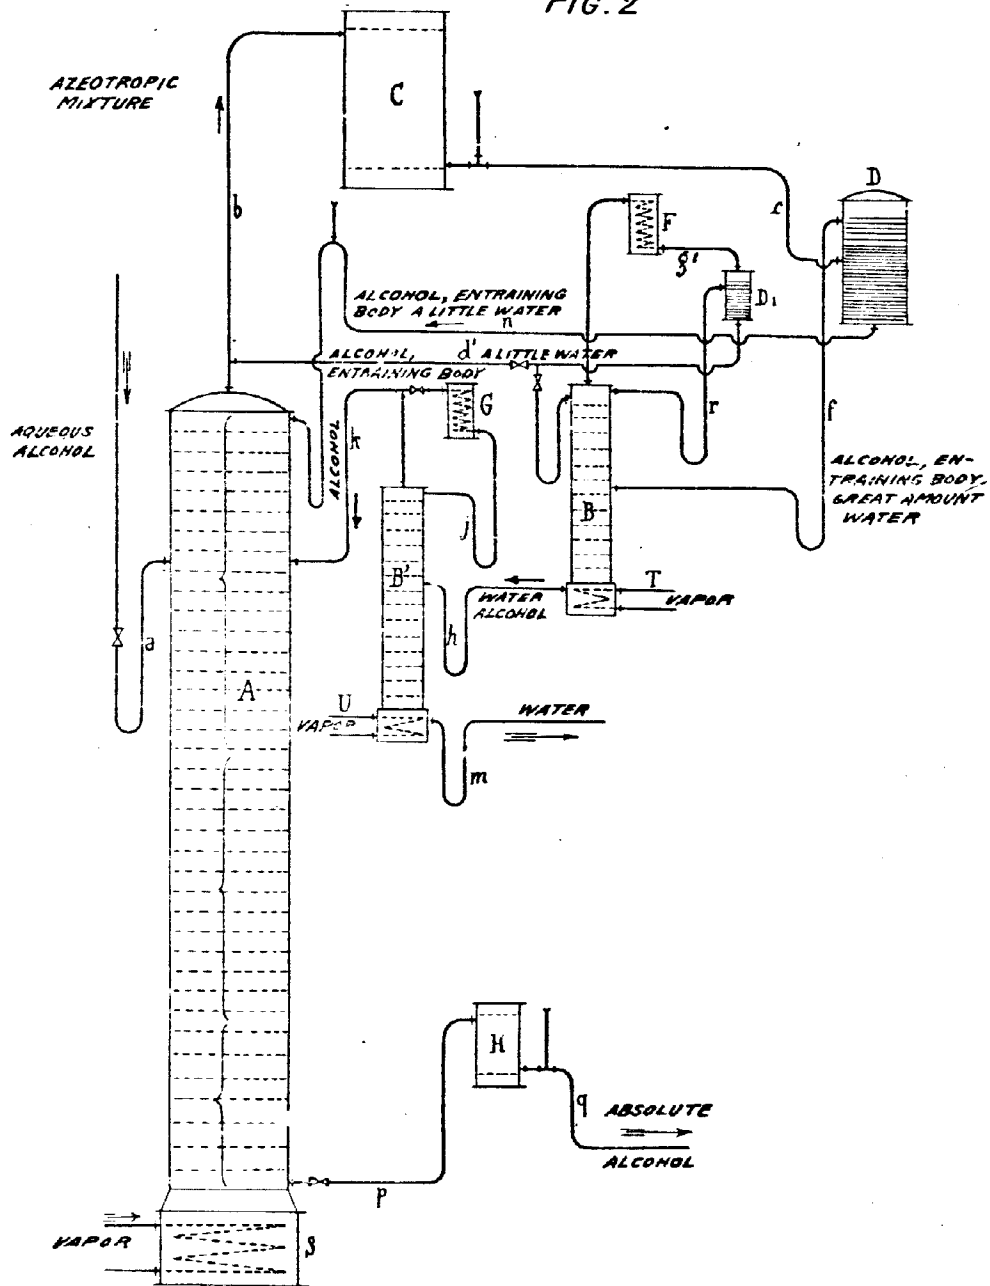 FIG. 2
AZEOTROPIC
MIXTURE
C
D
b
c
F
g'
D1
ALCOHOL, ENTRAINING
BODY A LITTLE WATER
n
ALCOHOL,
d'
A LITTLE WATER
ENTRAINING BODY
G
AQUEOUS
ALCOHOL
k
ALCOHOL
r
f
ALCOHOL, EN-
TRAINING BODY,
GREAT AMOUNT
WATER
j
B
B'
T
VAPOR
WATER
ALCOHOL
h
a
A
U
VAPOR
WATER
m
H
q
ABSOLUTE
ALCOHOL
p
VAPOR
S